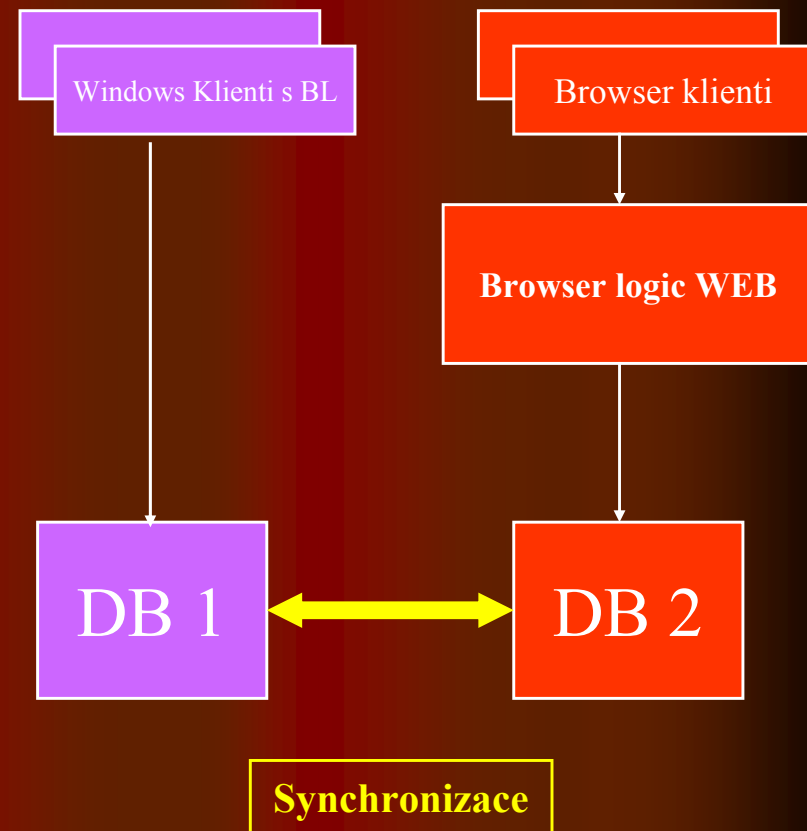 Windows Klienti s BL
Browser klienti
Browser logic WEB
DB 1
DB 2
Synchronizace